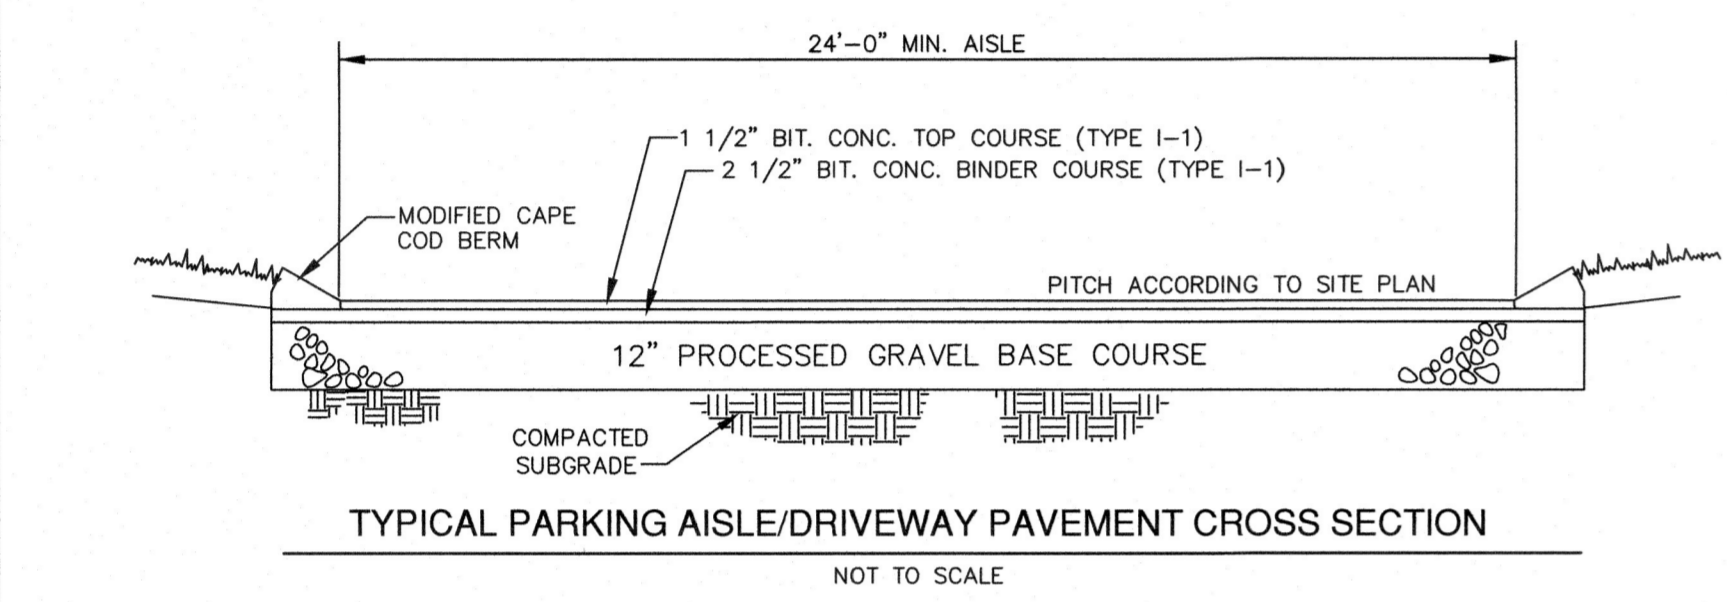 24'-0" MIN. AISLE
1 1/2" BIT. CONC. TOP COURSE (TYPE I-1)
2 1/2" BIT. CONC. BINDER COURSE (TYPE I-1)
MODIFIED CAPE
COD BERM
PITCH ACCORDING TO SITE PLAN
12" PROCESSED GRAVEL BASE COURSE
COMPACTED
SUBGRADE
TYPICAL PARKING AISLE/DRIVEWAY PAVEMENT CROSS SECTION
NOT TO SCALE